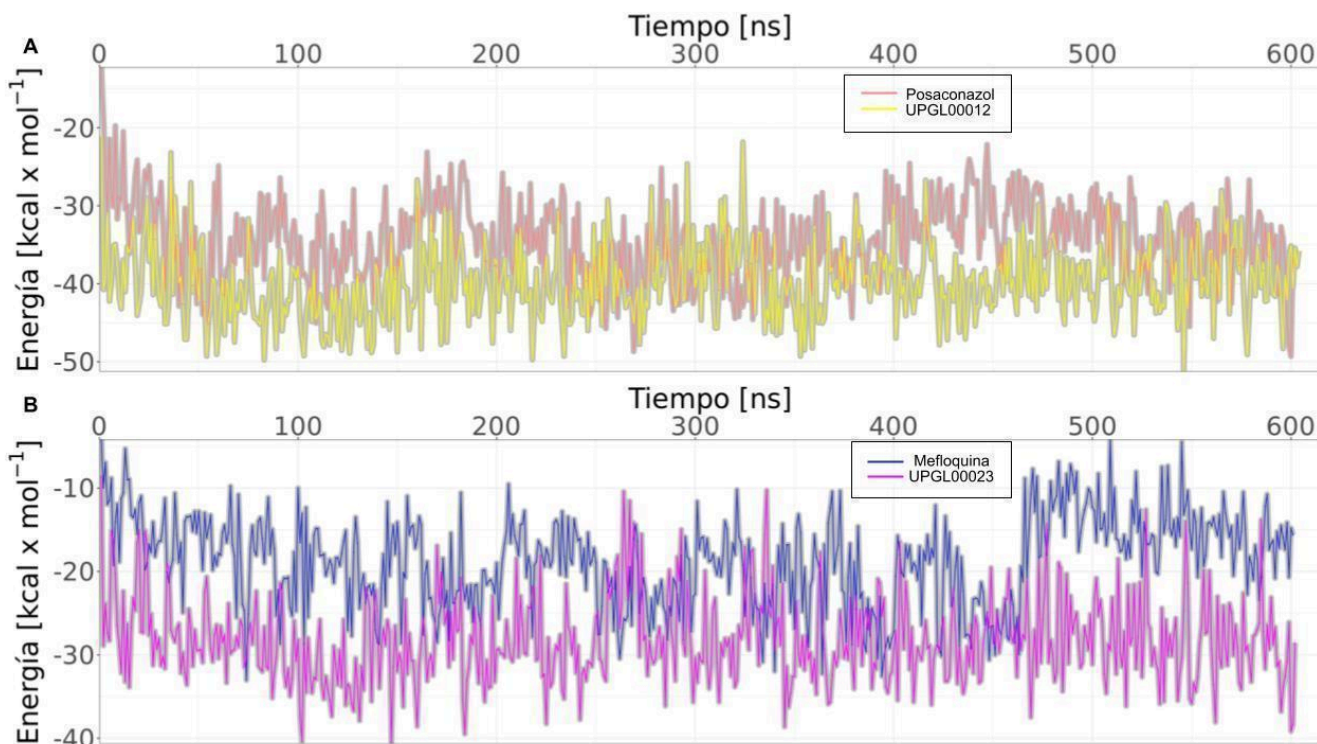 Tiempo [ns]
A
0 100 200 300 400 500 600
Energía [kcal x mol⁻¹]
Posaconazol
UPGL00012
-20
-30
-40
-50
Tiempo [ns]
B
0 100 200 300 400 500 600
Energía [kcal x mol⁻¹]
Mefloquina
UPGL00023
-10
-20
-30
-40